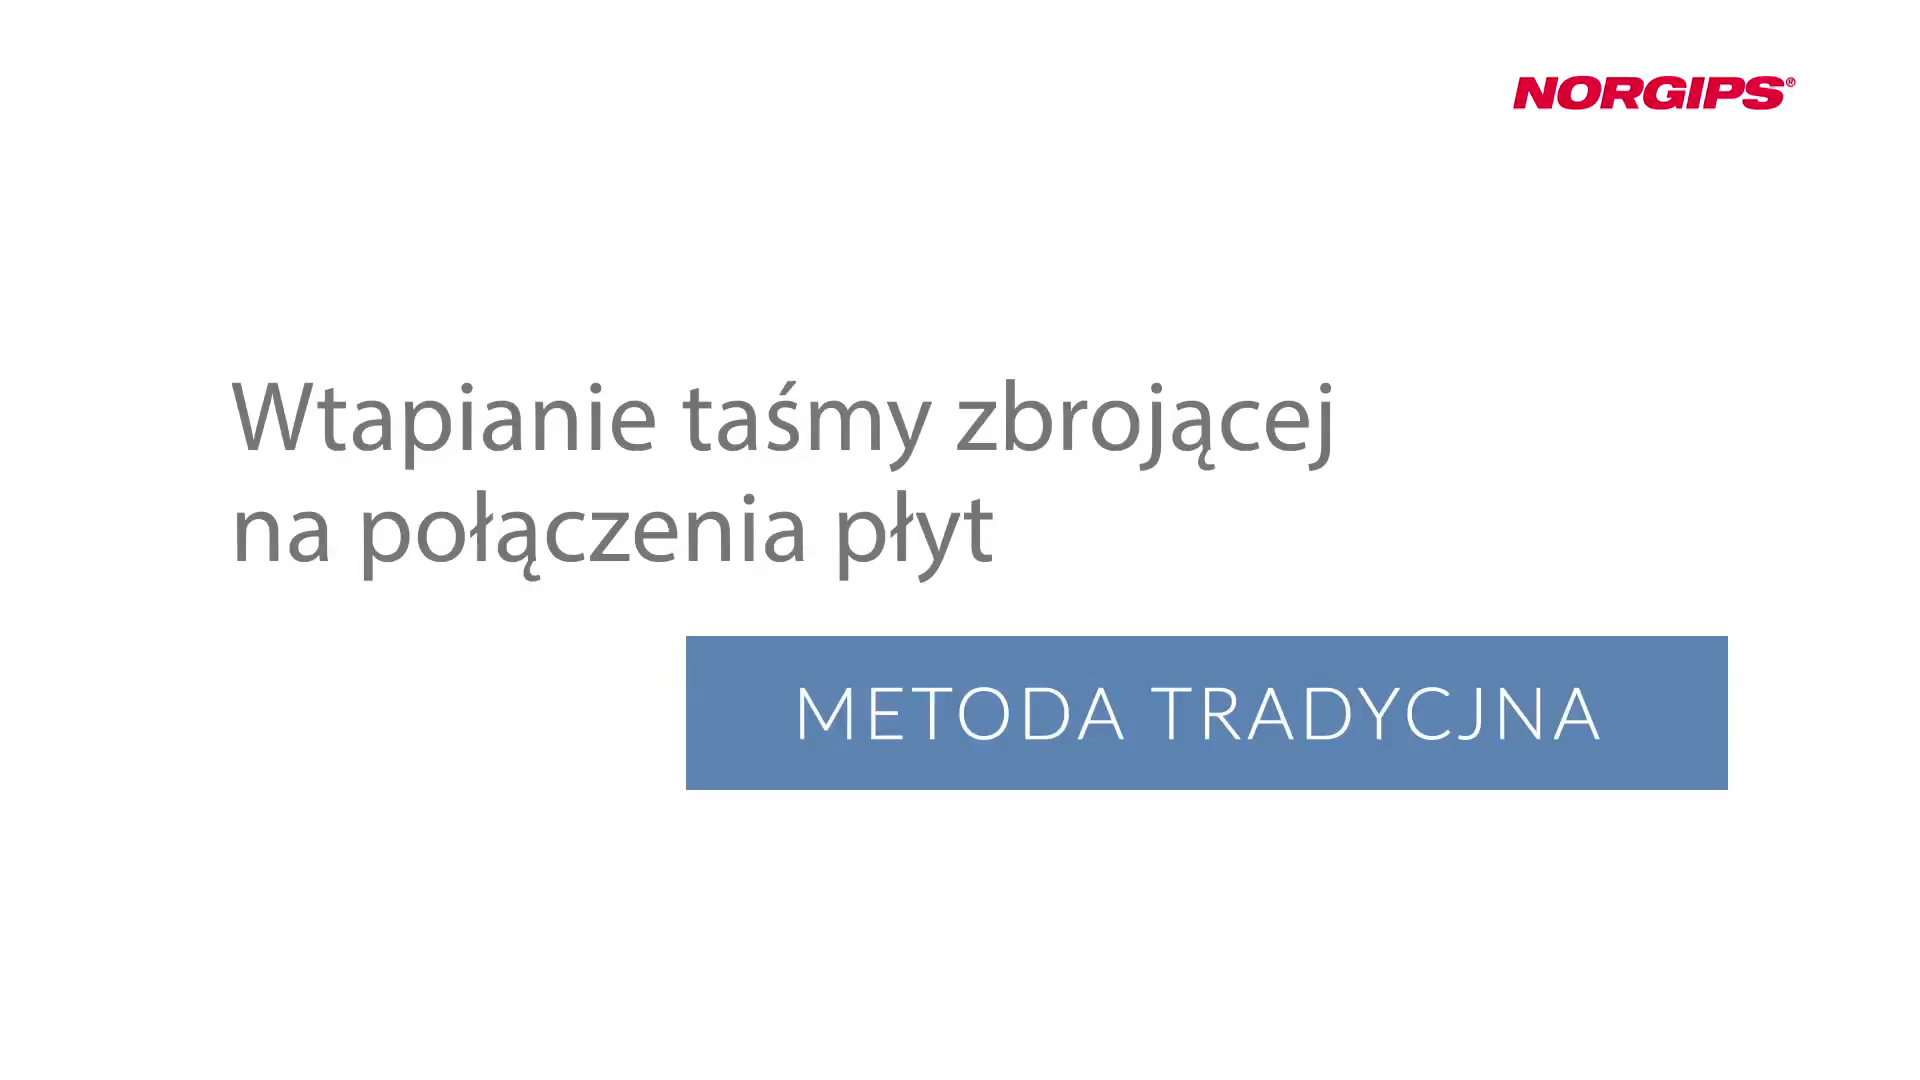 NORGIPS®
Wtapianie taśmy zbrojącej
na połączenia płyt
METODA TRADYCJNA